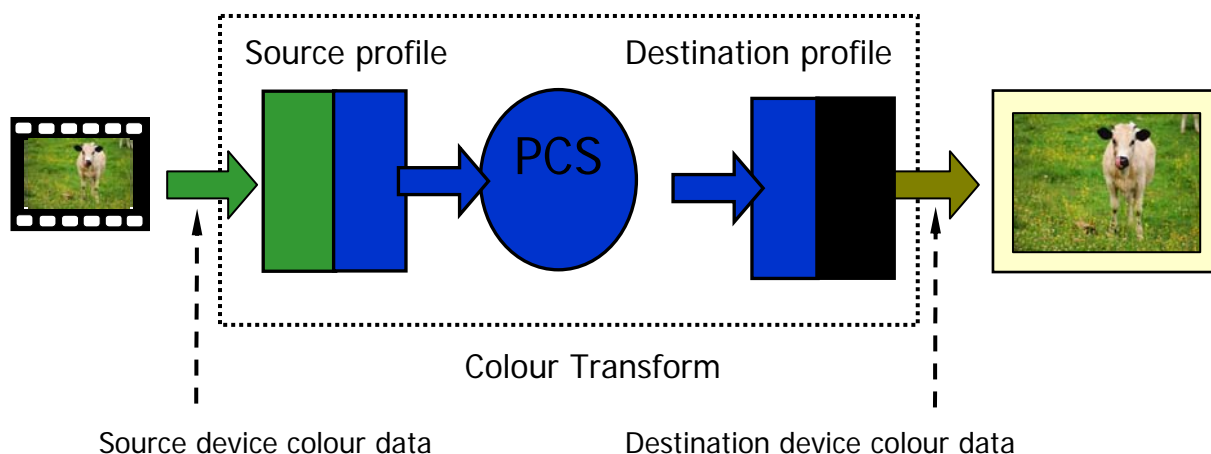 Source profile
Destination profile
PCS
Colour Transform
Source device colour data
Destination device colour data